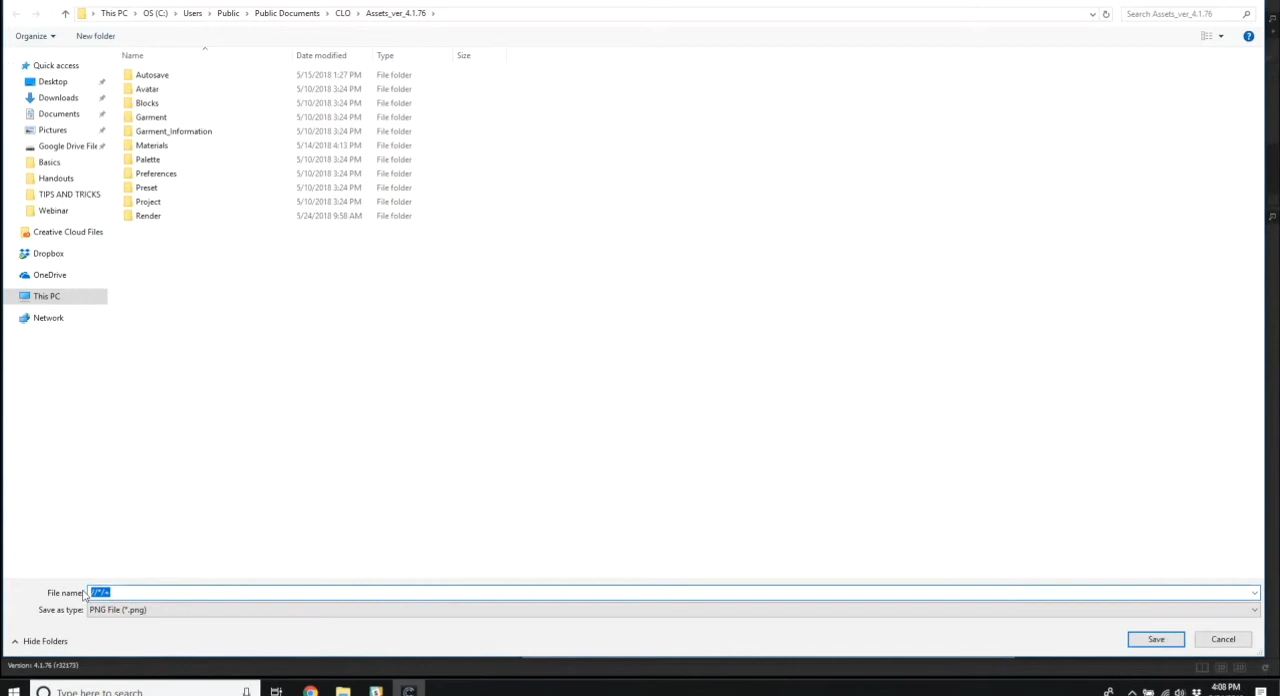 This PC > OS (C:) > Users > Public > Public Documents > CLO > Assets_ver_4.1.76 >
Search Assets_ver_4.1.76
Organize
New folder
Name
Date modified
Type
Size
Quick access
Desktop
Downloads
Documents
Pictures
Google Drive File
Basics
Handouts
TIPS AND TRICKS
Webinar
Creative Cloud Files
Dropbox
OneDrive
This PC
Network
Autosave 5/15/2018 1:27 PM File folder
Avatar 5/10/2018 3:24 PM File folder
Blocks 5/10/2018 3:24 PM File folder
Garment 5/10/2018 3:24 PM File folder
Garment_Information 5/10/2018 3:24 PM File folder
Materials 5/14/2018 4:13 PM File folder
Palette 5/10/2018 3:24 PM File folder
Preferences 5/10/2018 3:24 PM File folder
Preset 5/10/2018 3:24 PM File folder
Project 5/10/2018 3:24 PM File folder
Render 5/24/2018 9:58 AM File folder
File name:
Save as type: PNG File (*.png)
Hide Folders
Save
Cancel
Version: 4.1.76 (r32173)
Type here to search
4:08 PM